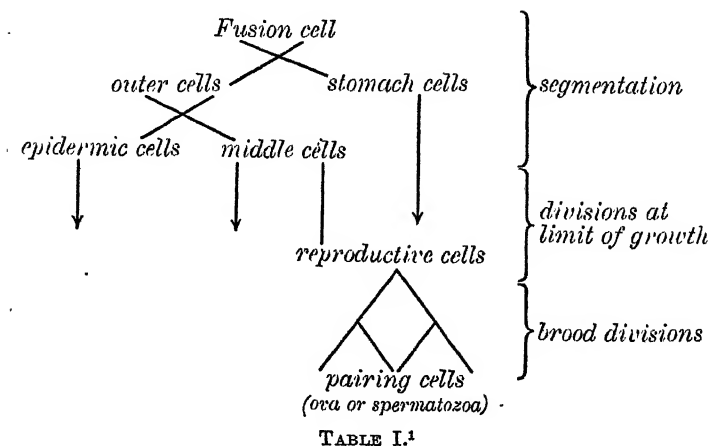 Fusion cell
outer cells stomach cells segmentation
epidermic cells middle cells
divisions at
limit of growth
reproductive cells
brood divisions
pairing cells
(ova or spermatozoa)
TABLE I.¹